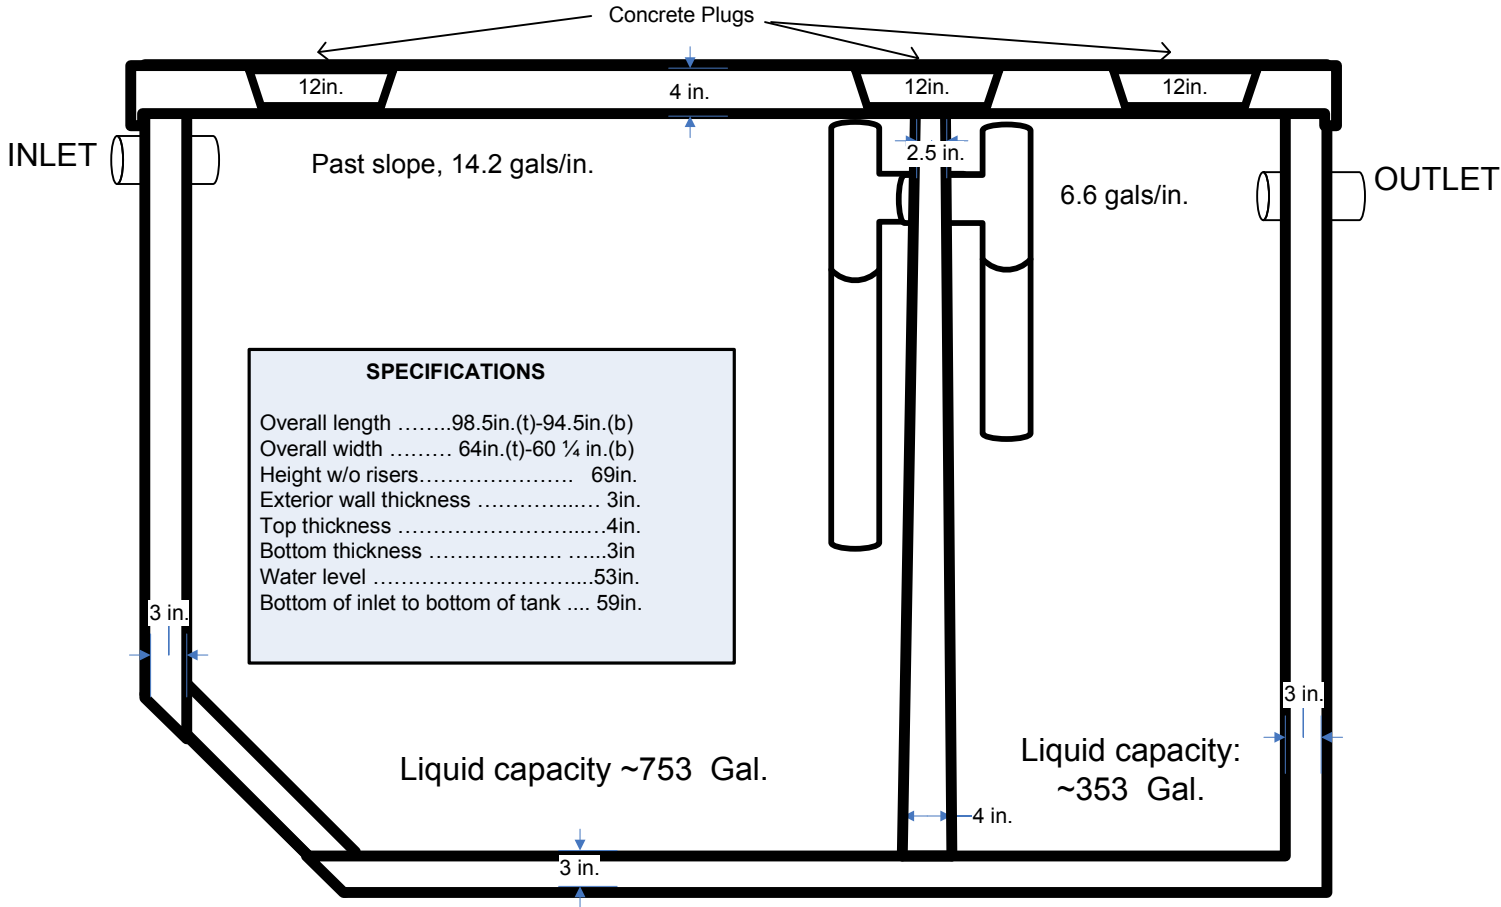 Concrete Plugs
12in.
4 in.
12in.
12in.
INLET
Past slope, 14.2 gals/in.
2.5 in.
6.6 gals/in.
OUTLET
SPECIFICATIONS
Overall length ……..98.5in.(t)-94.5in.(b)
Overall width ……… 64in.(t)-60 ¼ in.(b)
Height w/o risers…………………. 69in.
Exterior wall thickness …………...… 3in.
Top thickness ……………………..….4in.
Bottom thickness ……………… …...3in
Water level ………………………....53in.
Bottom of inlet to bottom of tank .... 59in.
3 in.
3 in.
Liquid capacity ~753 Gal.
Liquid capacity:
~353 Gal.
4 in.
3 in.